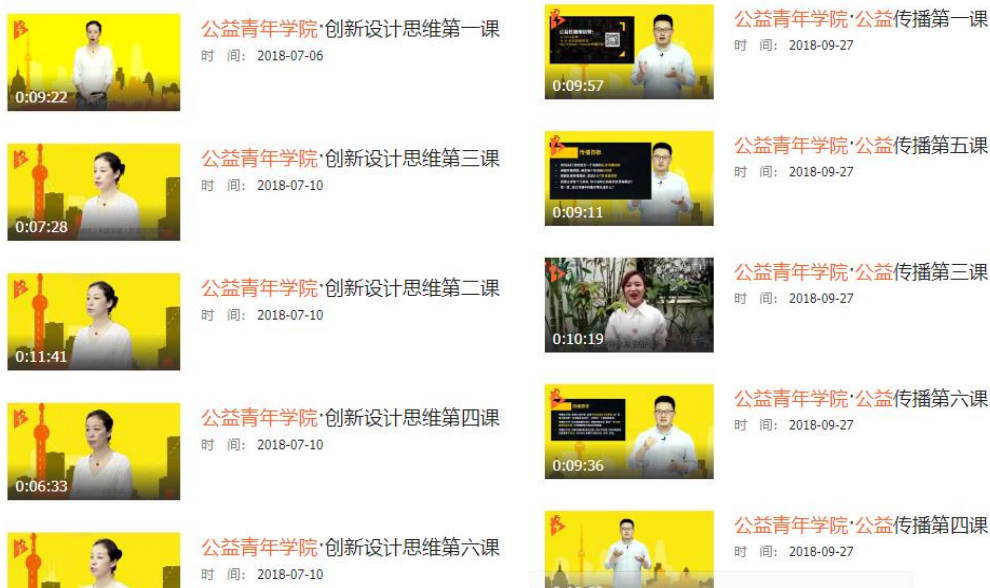 公益青年学院·创新设计思维第一课
时 间: 2018-07-06
0:09:22
公益青年学院·创新设计思维第三课
时 间: 2018-07-10
0:07:28
公益青年学院·创新设计思维第二课
时 间: 2018-07-10
0:11:41
公益青年学院·创新设计思维第四课
时 间: 2018-07-10
0:06:33
公益青年学院·创新设计思维第六课
时 间: 2018-07-10
公益青年学院·公益传播第一课
时 间: 2018-09-27
0:09:57
公益青年学院·公益传播第五课
时 间: 2018-09-27
传播目标
0:09:11
公益青年学院·公益传播第三课
时 间: 2018-09-27
0:10:19
公益青年学院·公益传播第六课
时 间: 2018-09-27
0:09:36
公益青年学院·公益传播第四课
时 间: 2018-09-27